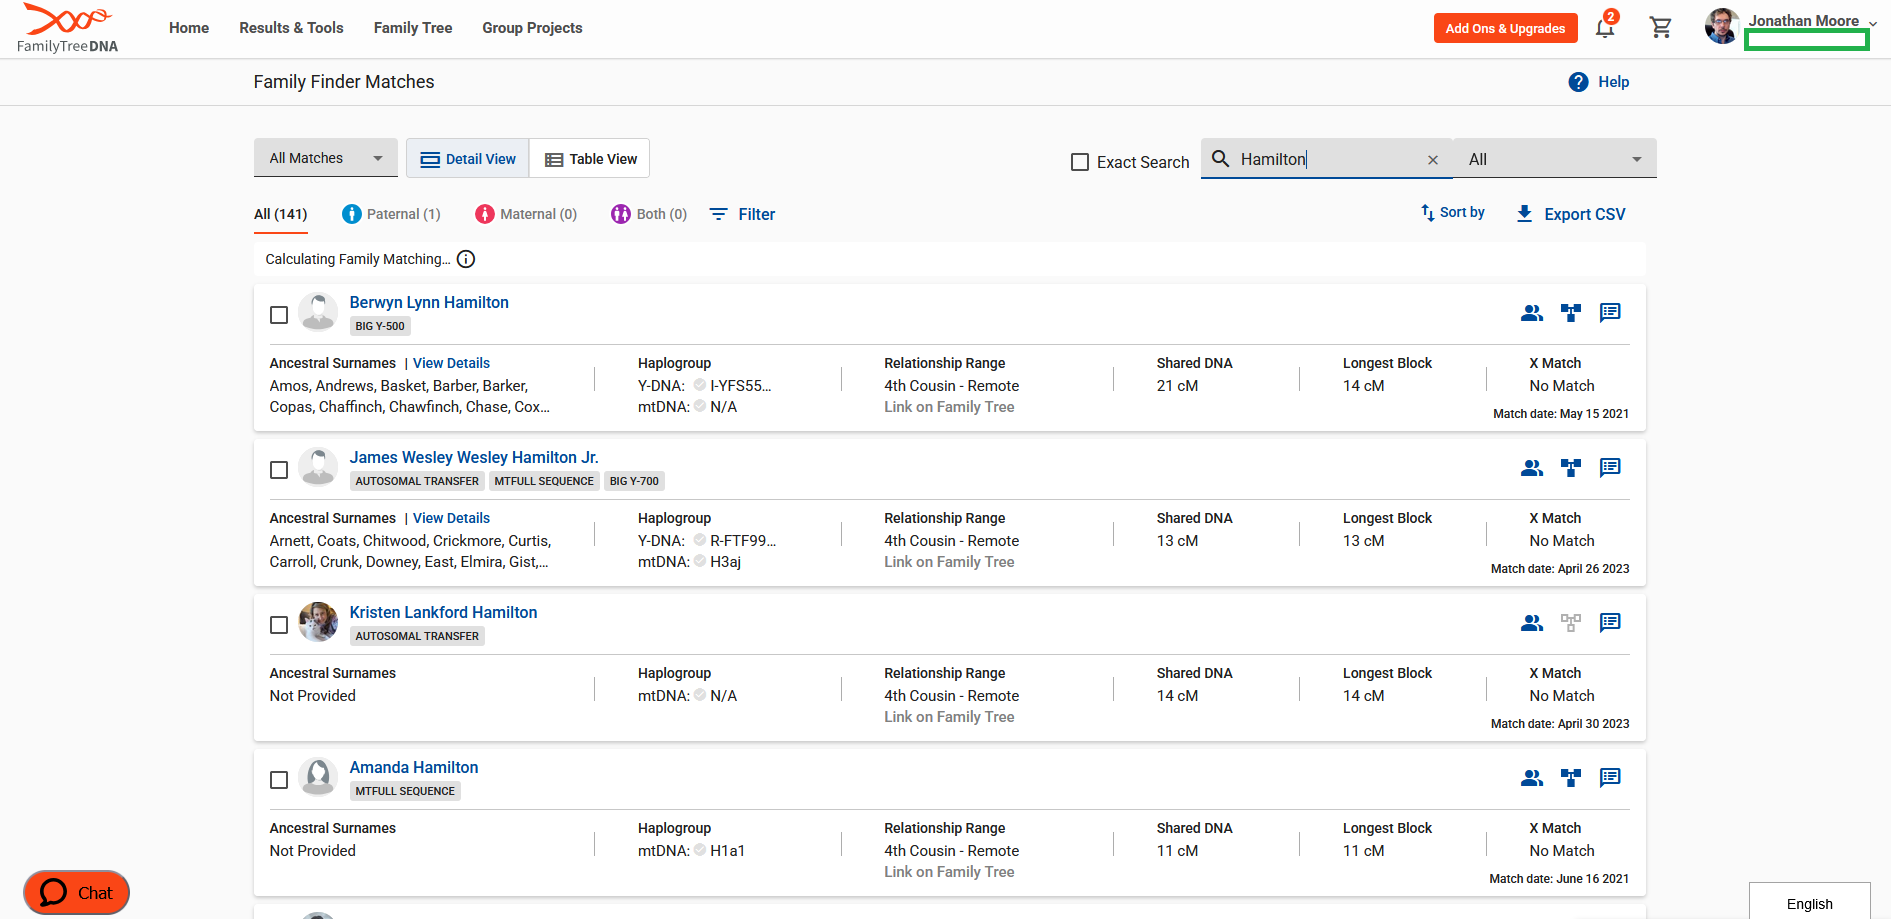 FamilyTreeDNA
Home
Results & Tools
Family Tree
Group Projects
Add Ons & Upgrades
2
Jonathan Moore
Family Finder Matches
Help
All Matches
Detail View
Table View
Exact Search
Hamilton
All
All (141)
Paternal (1)
Maternal (0)
Both (0)
Filter
Sort by
Export CSV
Calculating Family Matching...
Berwyn Lynn Hamilton
BIG Y-500
Ancestral Surnames | View Details
Amos, Andrews, Basket, Barber, Barker,
Copas, Chaffinch, Chawfinch, Chase, Cox...
Haplogroup
Y-DNA: I-YFS55...
mtDNA: N/A
Relationship Range
4th Cousin - Remote
Link on Family Tree
Shared DNA
21 cM
Longest Block
14 cM
X Match
No Match
Match date: May 15 2021
James Wesley Wesley Hamilton Jr.
AUTOSOMAL TRANSFER MTFULL SEQUENCE BIG Y-700
Ancestral Surnames | View Details
Arnett, Coats, Chitwood, Crickmore, Curtis,
Carroll, Crunk, Downey, East, Elmira, Gist,...
Haplogroup
Y-DNA: R-FTF99...
mtDNA: H3aj
Relationship Range
4th Cousin - Remote
Link on Family Tree
Shared DNA
13 cM
Longest Block
13 cM
X Match
No Match
Match date: April 26 2023
Kristen Lankford Hamilton
AUTOSOMAL TRANSFER
Ancestral Surnames
Not Provided
Haplogroup
mtDNA: N/A
Relationship Range
4th Cousin - Remote
Link on Family Tree
Shared DNA
14 cM
Longest Block
14 cM
X Match
No Match
Match date: April 30 2023
Amanda Hamilton
MTFULL SEQUENCE
Ancestral Surnames
Not Provided
Haplogroup
mtDNA: H1a1
Relationship Range
4th Cousin - Remote
Link on Family Tree
Shared DNA
11 cM
Longest Block
11 cM
X Match
No Match
Match date: June 16 2021
Chat
English